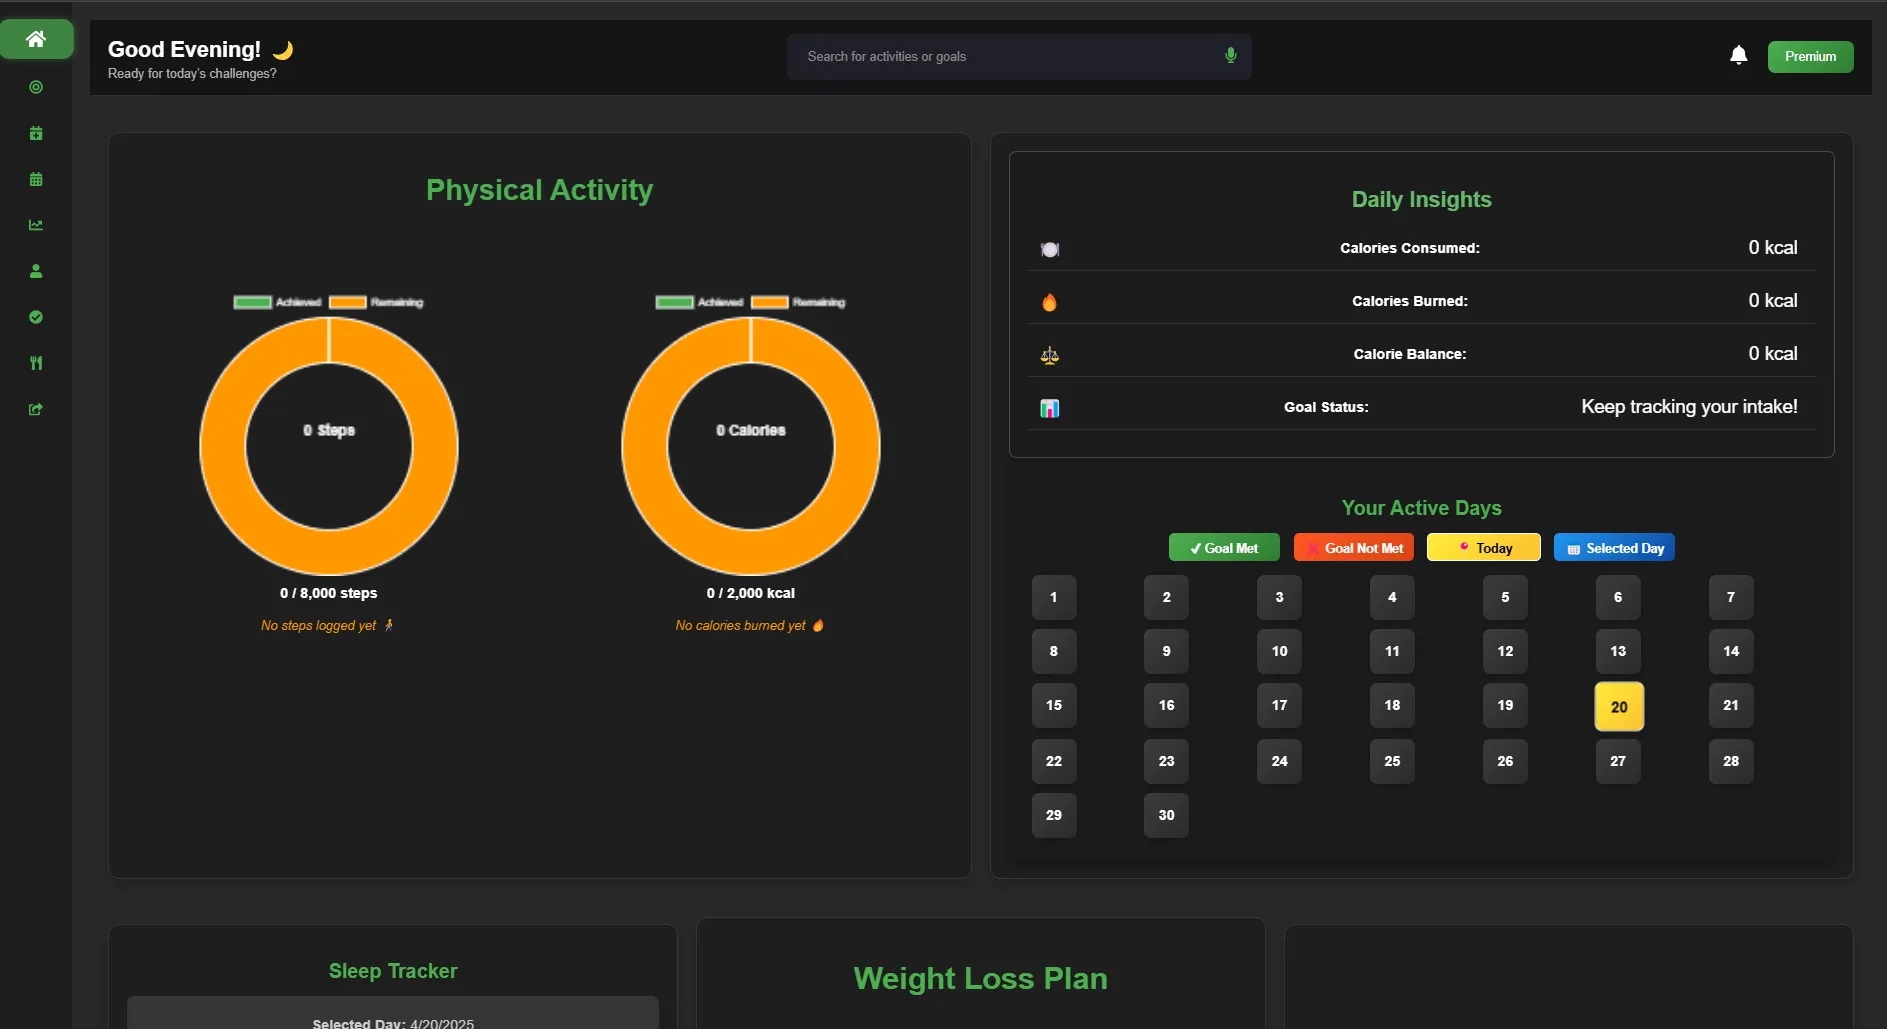 Good Evening! 🌙
Ready for today's challenges?
Search for activities or goals
Premium
Physical Activity
Achieved Remaining
0 Steps
0 / 8,000 steps
No steps logged yet 🚶
Achieved Remaining
0 Calories
0 / 2,000 kcal
No calories burned yet 🔥
Daily Insights
🍽️ Calories Consumed: 0 kcal
🔥 Calories Burned: 0 kcal
⚖️ Calorie Balance: 0 kcal
📊 Goal Status: Keep tracking your intake!
Your Active Days
✔ Goal Met ❌ Goal Not Met 📍 Today 📅 Selected Day
1 2 3 4 5 6 7
8 9 10 11 12 13 14
15 16 17 18 19 20 21
22 23 24 25 26 27 28
29 30
Sleep Tracker
Selected Day: 4/20/2025
Weight Loss Plan